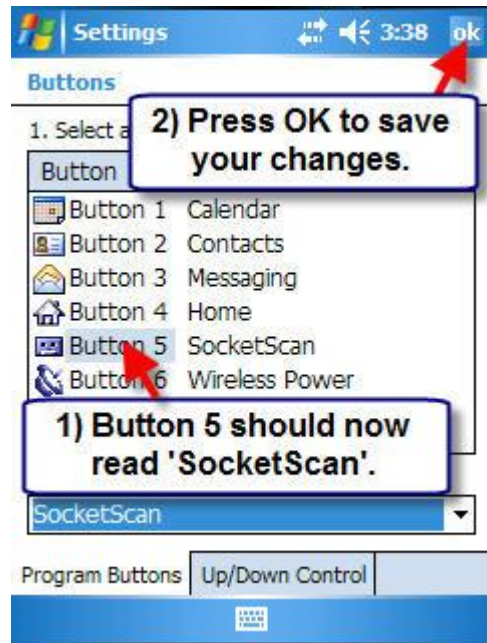 Settings 3:38 ok
Buttons
1. Select a
2) Press OK to save
your changes.
Button
Button 1 Calendar
Button 2 Contacts
Button 3 Messaging
Button 4 Home
Button 5 SocketScan
Button 6 Wireless Power
1) Button 5 should now
read 'SocketScan'.
SocketScan
Program Buttons Up/Down Control